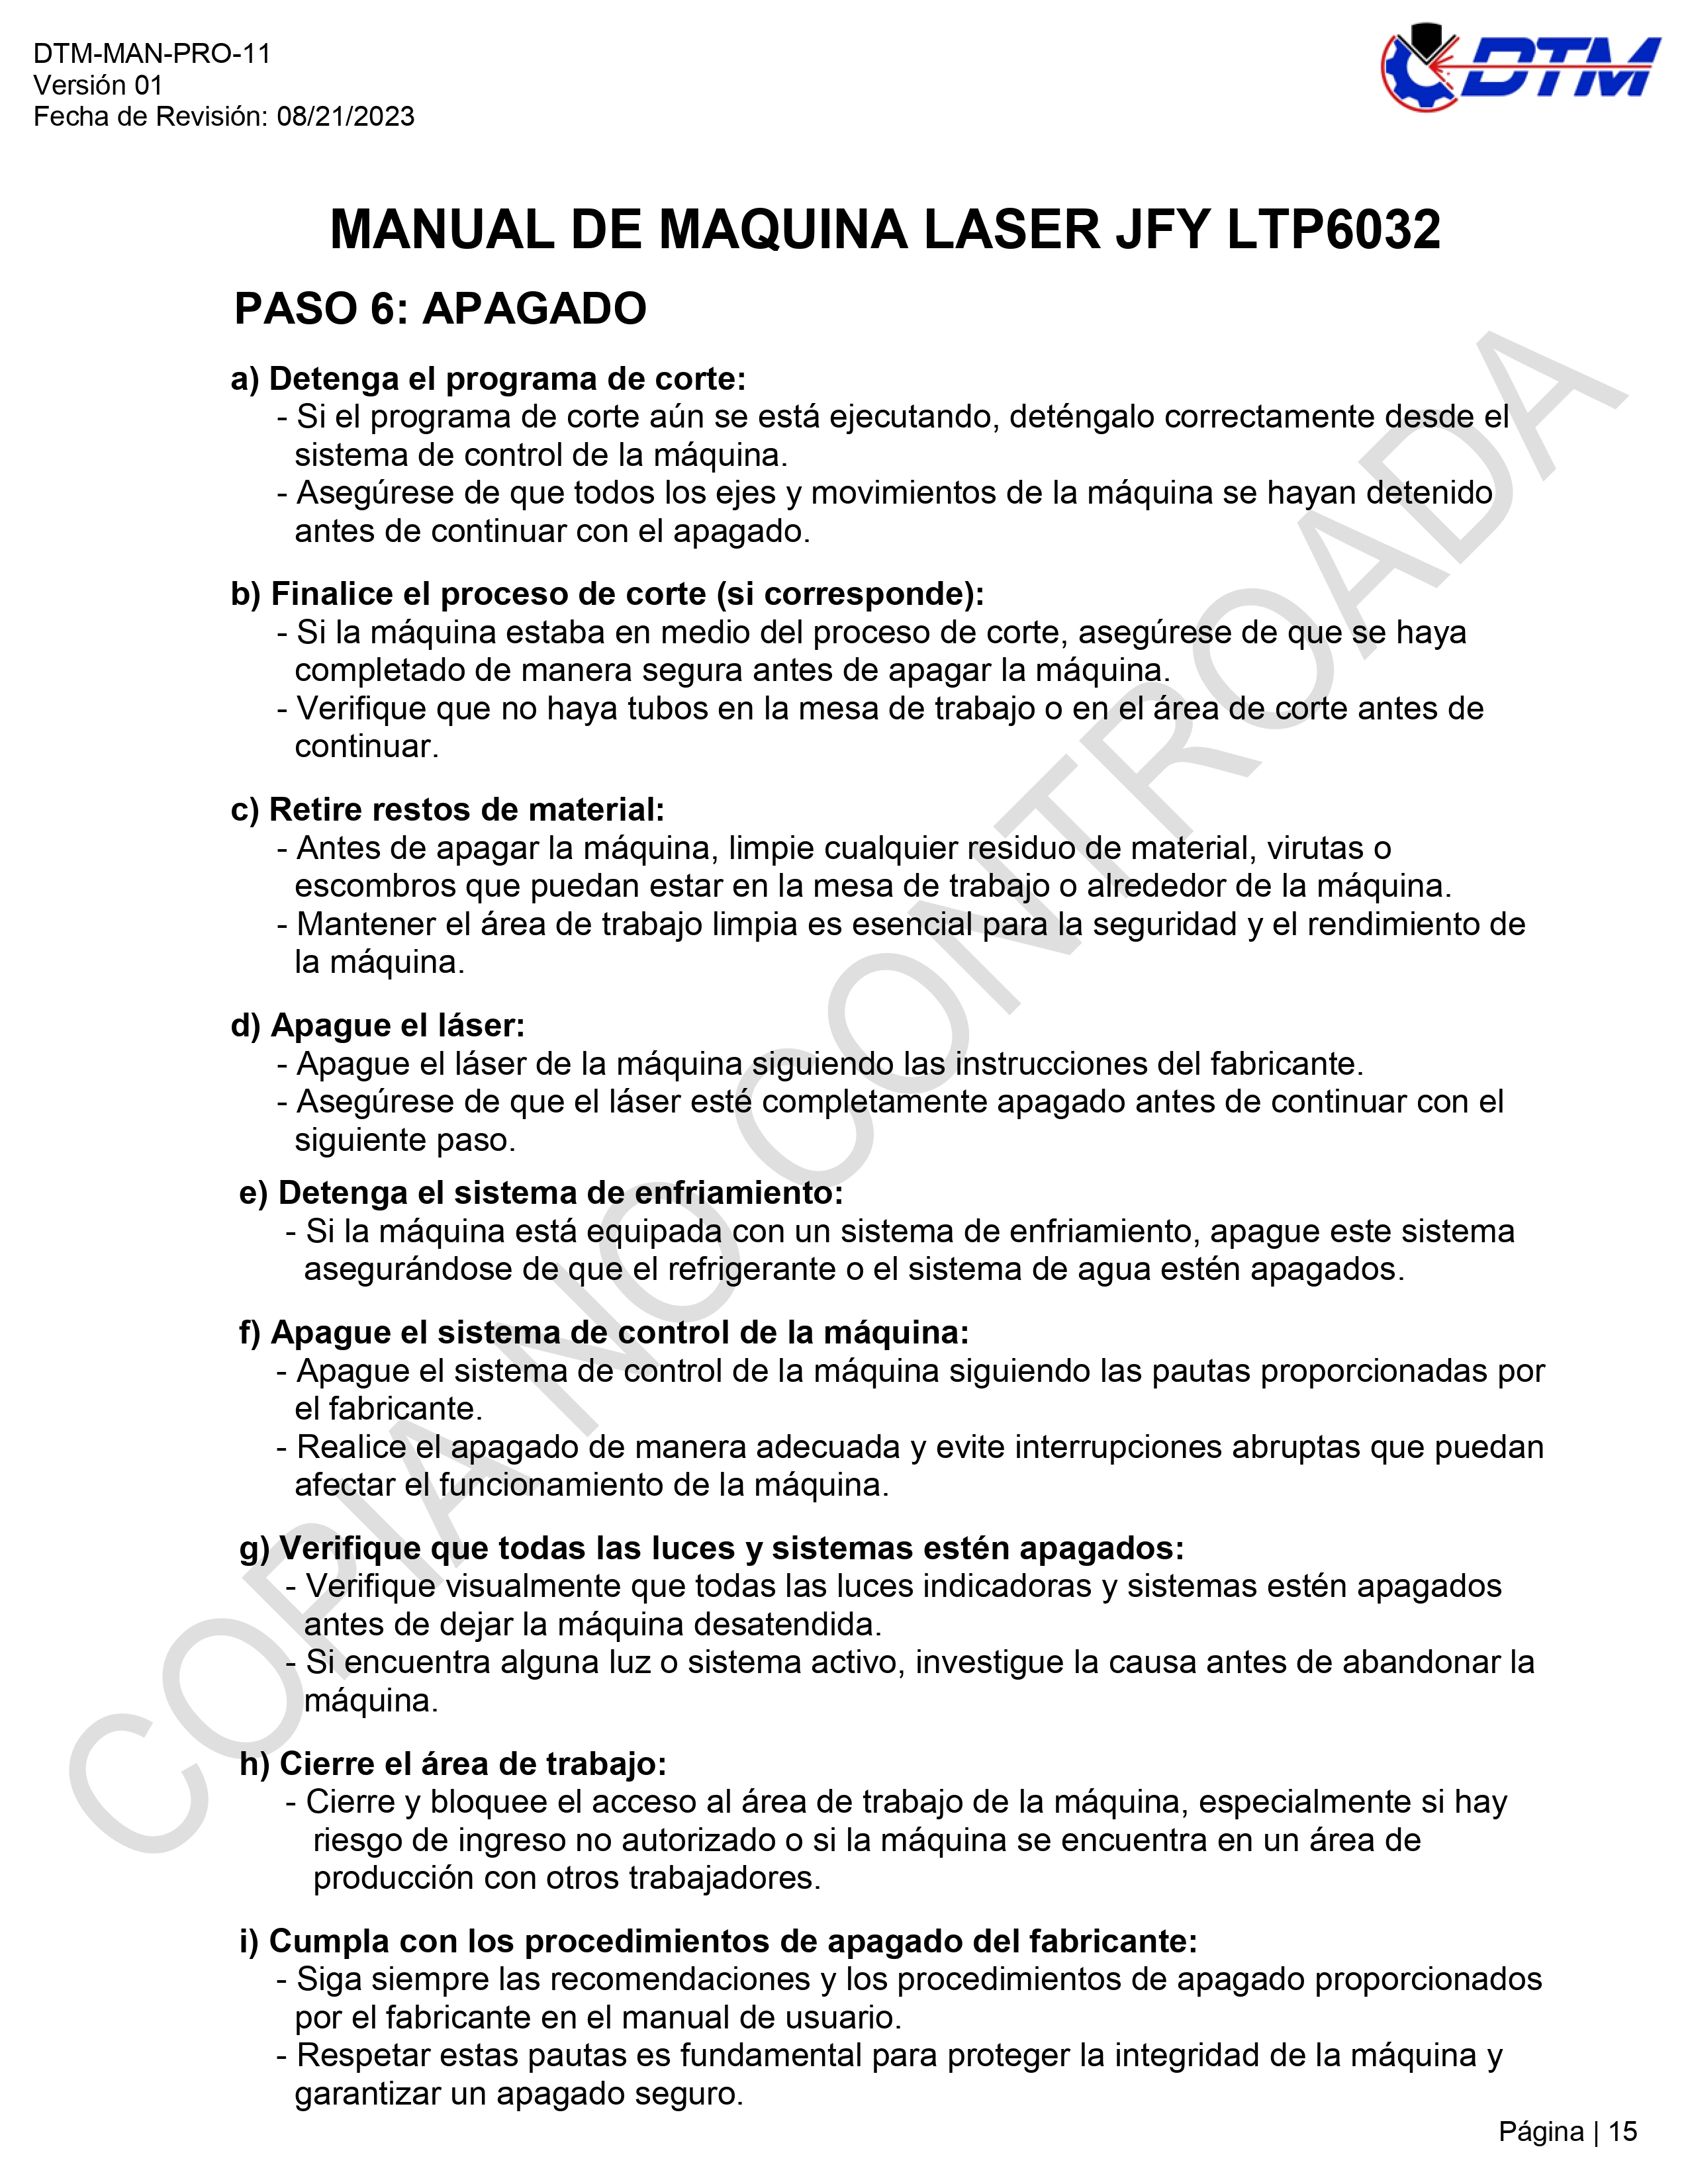 DTM-MAN-PRO-11
Versión 01
Fecha de Revisión: 08/21/2023
DTM
MANUAL DE MAQUINA LASER JFY LTP6032
PASO 6: APAGADO
a) Detenga el programa de corte:
- Si el programa de corte aún se está ejecutando, deténgalo correctamente desde el
sistema de control de la máquina.
- Asegúrese de que todos los ejes y movimientos de la máquina se hayan detenido
antes de continuar con el apagado.
b) Finalice el proceso de corte (si corresponde):
- Si la máquina estaba en medio del proceso de corte, asegúrese de que se haya
completado de manera segura antes de apagar la máquina.
- Verifique que no haya tubos en la mesa de trabajo o en el área de corte antes de
continuar.
c) Retire restos de material:
- Antes de apagar la máquina, limpie cualquier residuo de material, virutas o
escombros que puedan estar en la mesa de trabajo o alrededor de la máquina.
- Mantener el área de trabajo limpia es esencial para la seguridad y el rendimiento de
la máquina.
d) Apague el láser:
- Apague el láser de la máquina siguiendo las instrucciones del fabricante.
- Asegúrese de que el láser esté completamente apagado antes de continuar con el
siguiente paso.
e) Detenga el sistema de enfriamiento:
- Si la máquina está equipada con un sistema de enfriamiento, apague este sistema
asegurándose de que el refrigerante o el sistema de agua estén apagados.
f) Apague el sistema de control de la máquina:
- Apague el sistema de control de la máquina siguiendo las pautas proporcionadas por
el fabricante.
- Realice el apagado de manera adecuada y evite interrupciones abruptas que puedan
afectar el funcionamiento de la máquina.
g) Verifique que todas las luces y sistemas estén apagados:
- Verifique visualmente que todas las luces indicadoras y sistemas estén apagados
antes de dejar la máquina desatendida.
- Si encuentra alguna luz o sistema activo, investigue la causa antes de abandonar la
máquina.
h) Cierre el área de trabajo:
- Cierre y bloquee el acceso al área de trabajo de la máquina, especialmente si hay
riesgo de ingreso no autorizado o si la máquina se encuentra en un área de
producción con otros trabajadores.
i) Cumpla con los procedimientos de apagado del fabricante:
- Siga siempre las recomendaciones y los procedimientos de apagado proporcionados
por el fabricante en el manual de usuario.
- Respetar estas pautas es fundamental para proteger la integridad de la máquina y
garantizar un apagado seguro.
Página | 15
COPIA NO CONTROADA